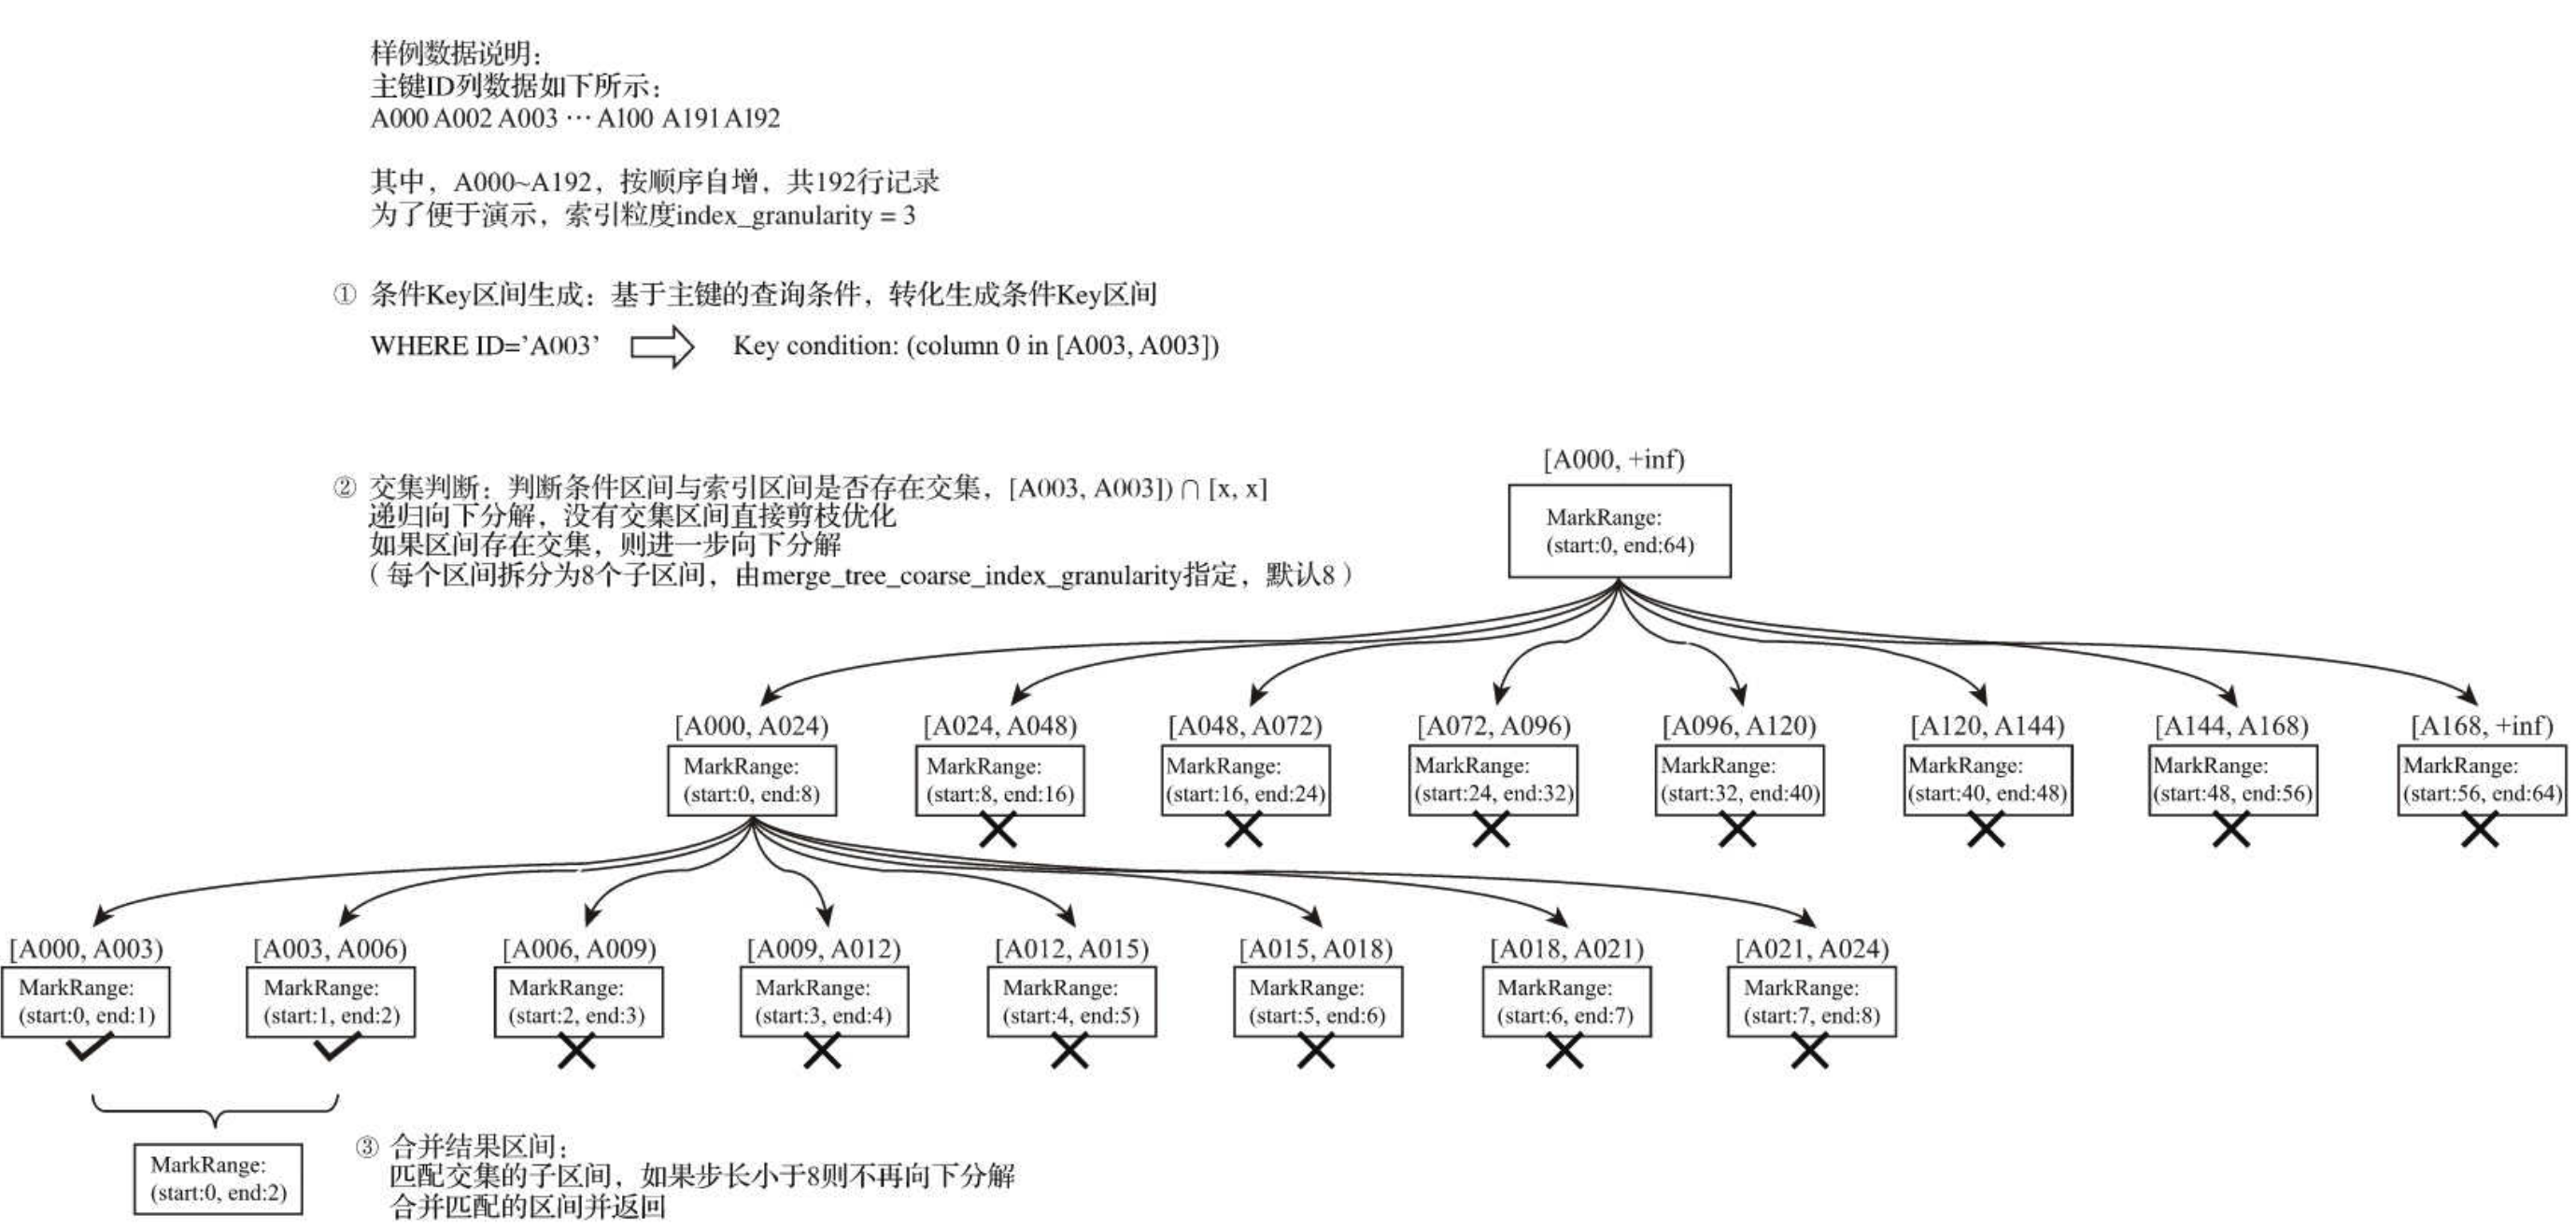 样例数据说明：
主键ID列数据如下所示：
A000 A002 A003 ··· A100 A191 A192
其中，A000~A192，按顺序自增，共192行记录
为了便于演示，索引粒度index_granularity = 3
① 条件Key区间生成：基于主键的查询条件，转化生成条件Key区间
WHERE ID=’A003’ Key condition: (column 0 in [A003, A003])
② 交集判断：判断条件区间与索引区间是否存在交集，[A003, A003]) ∩ [x, x]
递归向下分解，没有交集区间直接剪枝优化
如果区间存在交集，则进一步向下分解
（每个区间拆分为8个子区间，由merge_tree_coarse_index_granularity指定，默认8）
[A000, +inf)
MarkRange:
(start:0, end:64)
[A000, A024)
MarkRange:
(start:0, end:8)
[A024, A048)
MarkRange:
(start:8, end:16)
[A048, A072)
MarkRange:
(start:16, end:24)
[A072, A096)
MarkRange:
(start:24, end:32)
[A096, A120)
MarkRange:
(start:32, end:40)
[A120, A144)
MarkRange:
(start:40, end:48)
[A144, A168)
MarkRange:
(start:48, end:56)
[A168, +inf)
MarkRange:
(start:56, end:64)
[A000, A003)
MarkRange:
(start:0, end:1)
[A003, A006)
MarkRange:
(start:1, end:2)
[A006, A009)
MarkRange:
(start:2, end:3)
[A009, A012)
MarkRange:
(start:3, end:4)
[A012, A015)
MarkRange:
(start:4, end:5)
[A015, A018)
MarkRange:
(start:5, end:6)
[A018, A021)
MarkRange:
(start:6, end:7)
[A021, A024)
MarkRange:
(start:7, end:8)
MarkRange:
(start:0, end:2)
③ 合并结果区间：
匹配交集的子区间，如果步长小于8则不再向下分解
合并匹配的区间并返回